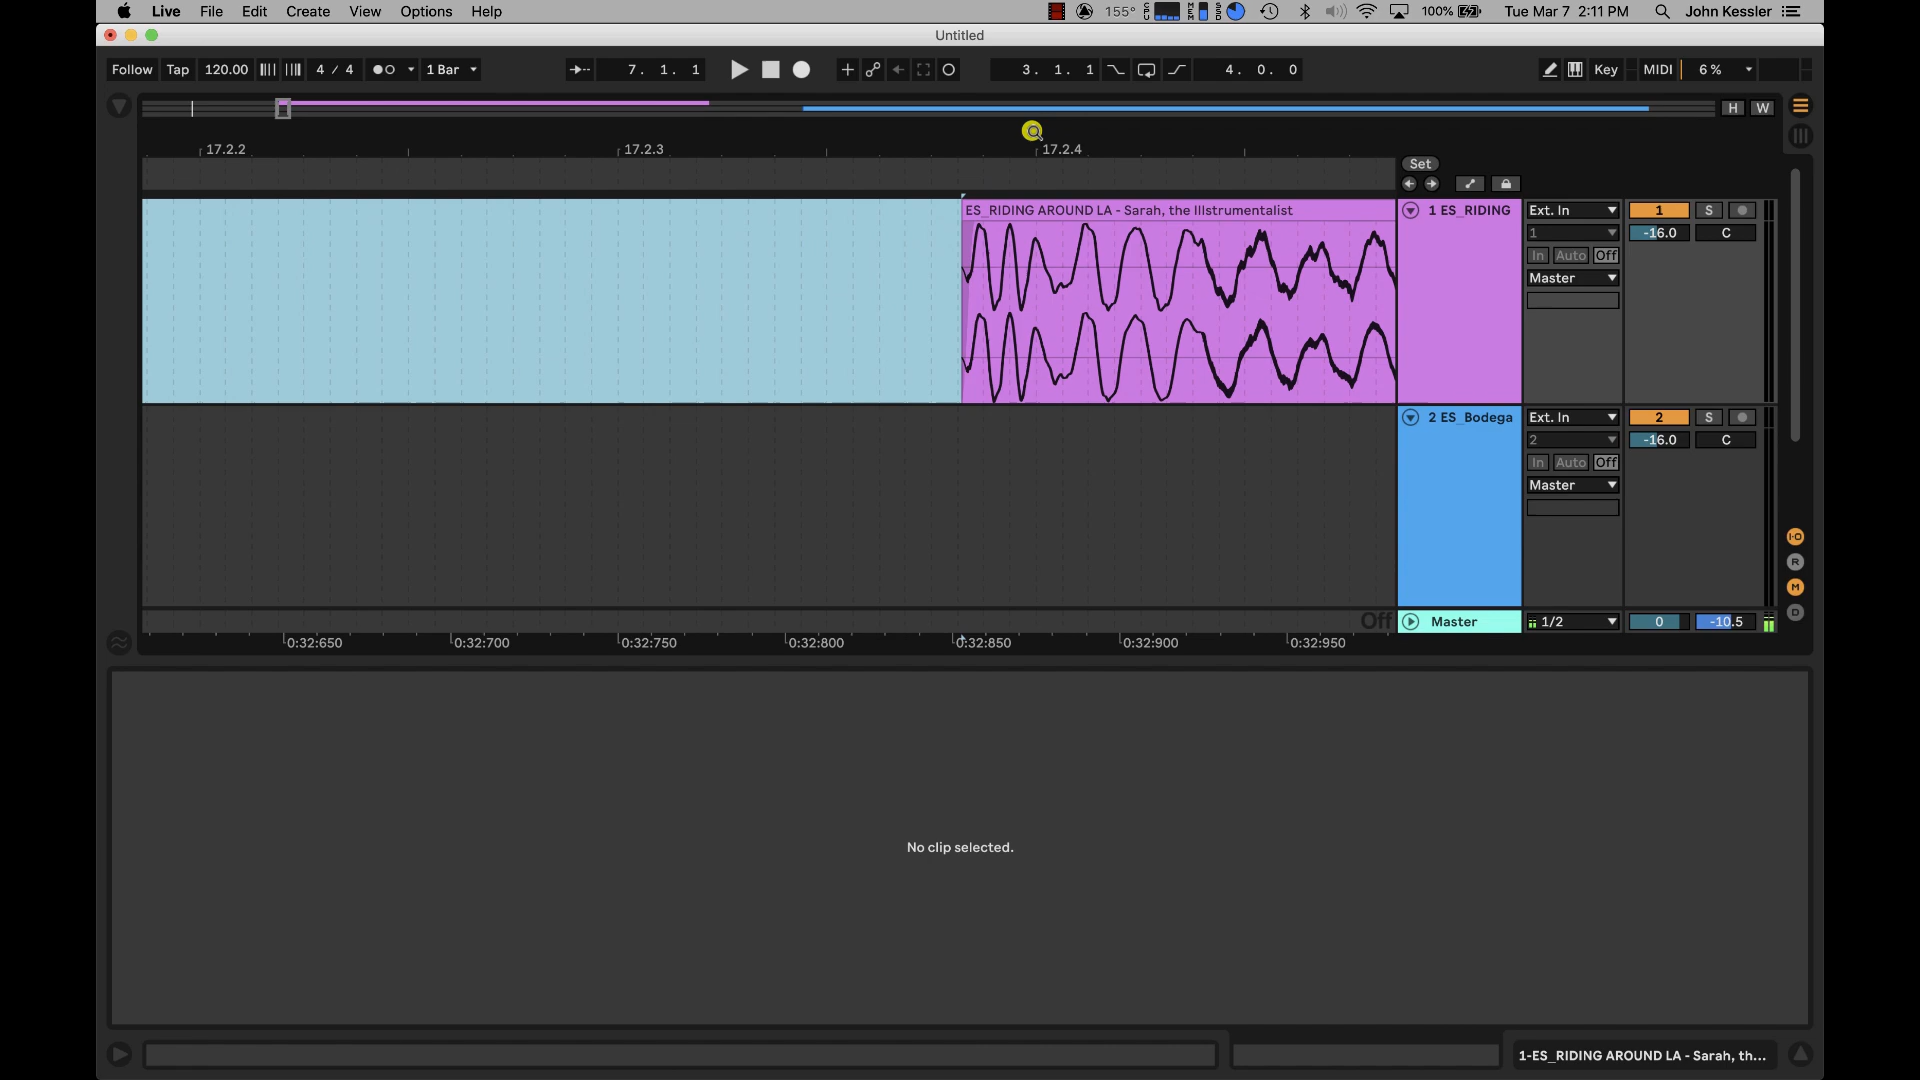 Live File Edit Create View Options Help 155° CPU MEM SSD 100% Tue Mar 7 2:11 PM John Kessler
Untitled
Follow Tap 120.00 4 / 4 1 Bar 7. 1. 1 3. 1. 1 4. 0. 0 Key MIDI 6 %
H W
17.2.2 17.2.3 17.2.4
Set
ES_RIDING AROUND LA - Sarah, the Illstrumentalist 1 ES_RIDING Ext. In 1 S
1 -16.0 C
In Auto Off
Master
2 ES_Bodega Ext. In 2 S
2 -16.0 C
In Auto Off
Master
I·O
R
M
D
Off Master 1/2 0 -10.5
0:32:650 0:32:700 0:32:750 0:32:800 0:32:850 0:32:900 0:32:950
No clip selected.
1-ES_RIDING AROUND LA - Sarah, th...